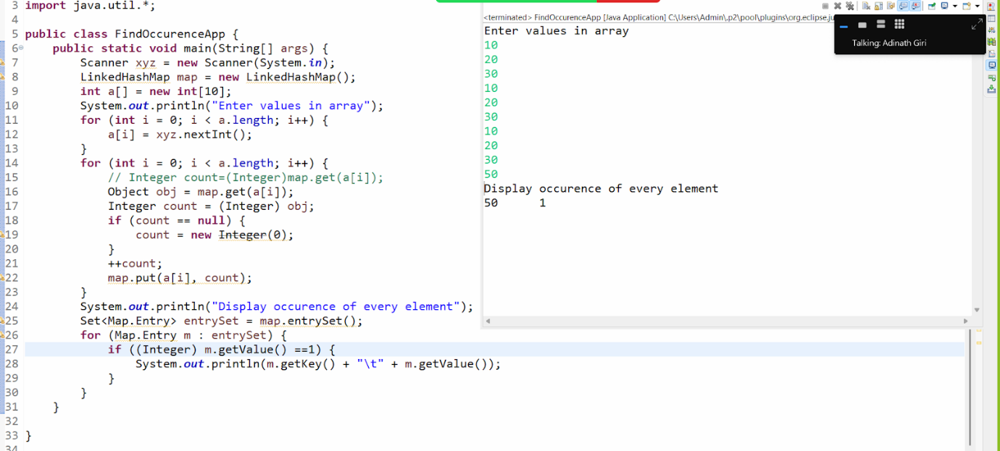 3 import java.util.*;
4
5 public class FindOccurenceApp {
6 public static void main(String[] args) {
7 Scanner xyz = new Scanner(System.in);
8 LinkedHashMap map = new LinkedHashMap();
9 int a[] = new int[10];
10 System.out.println("Enter values in array");
11 for (int i = 0; i < a.length; i++) {
12 a[i] = xyz.nextInt();
13 }
14 for (int i = 0; i < a.length; i++) {
15 // Integer count=(Integer)map.get(a[i]);
16 Object obj = map.get(a[i]);
17 Integer count = (Integer) obj;
18 if (count == null) {
19 count = new Integer(0);
20 }
21 ++count;
22 map.put(a[i], count);
23 }
24 System.out.println("Display occurence of every element");
25 Set<Map.Entry> entrySet = map.entrySet();
26 for (Map.Entry m : entrySet) {
27 if ((Integer) m.getValue() ==1) {
28 System.out.println(m.getKey() + "\t" + m.getValue());
29 }
30 }
31 }
32
33 }
34
<terminated> FindOccurenceApp [Java Application] C:\Users\Admin\.p2\pool\plugins\org.eclipse.ju
Talking: Adinath Giri
Enter values in array
10
20
30
10
20
30
10
20
30
50
Display occurence of every element
50 1